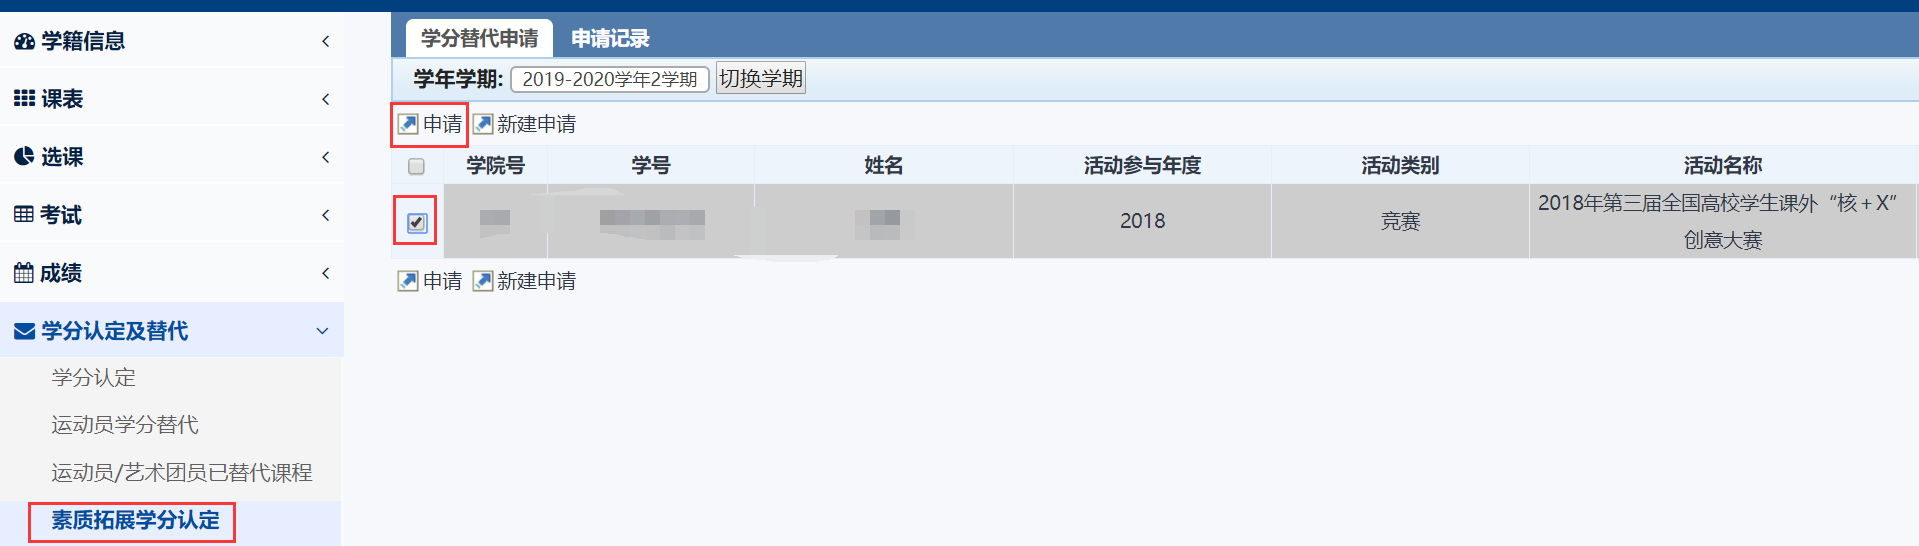 学籍信息
课表
选课
考试
成绩
学分认定及替代
学分认定
运动员学分替代
运动员/艺术团员已替代课程
素质拓展学分认定
学分替代申请 申请记录
学年学期: 2019-2020学年2学期 切换学期
申请 新建申请
学院号 学号 姓名 活动参与年度 活动类别 活动名称
2018 竞赛 2018年第三届全国高校学生课外“核+X”
创意大赛
申请 新建申请